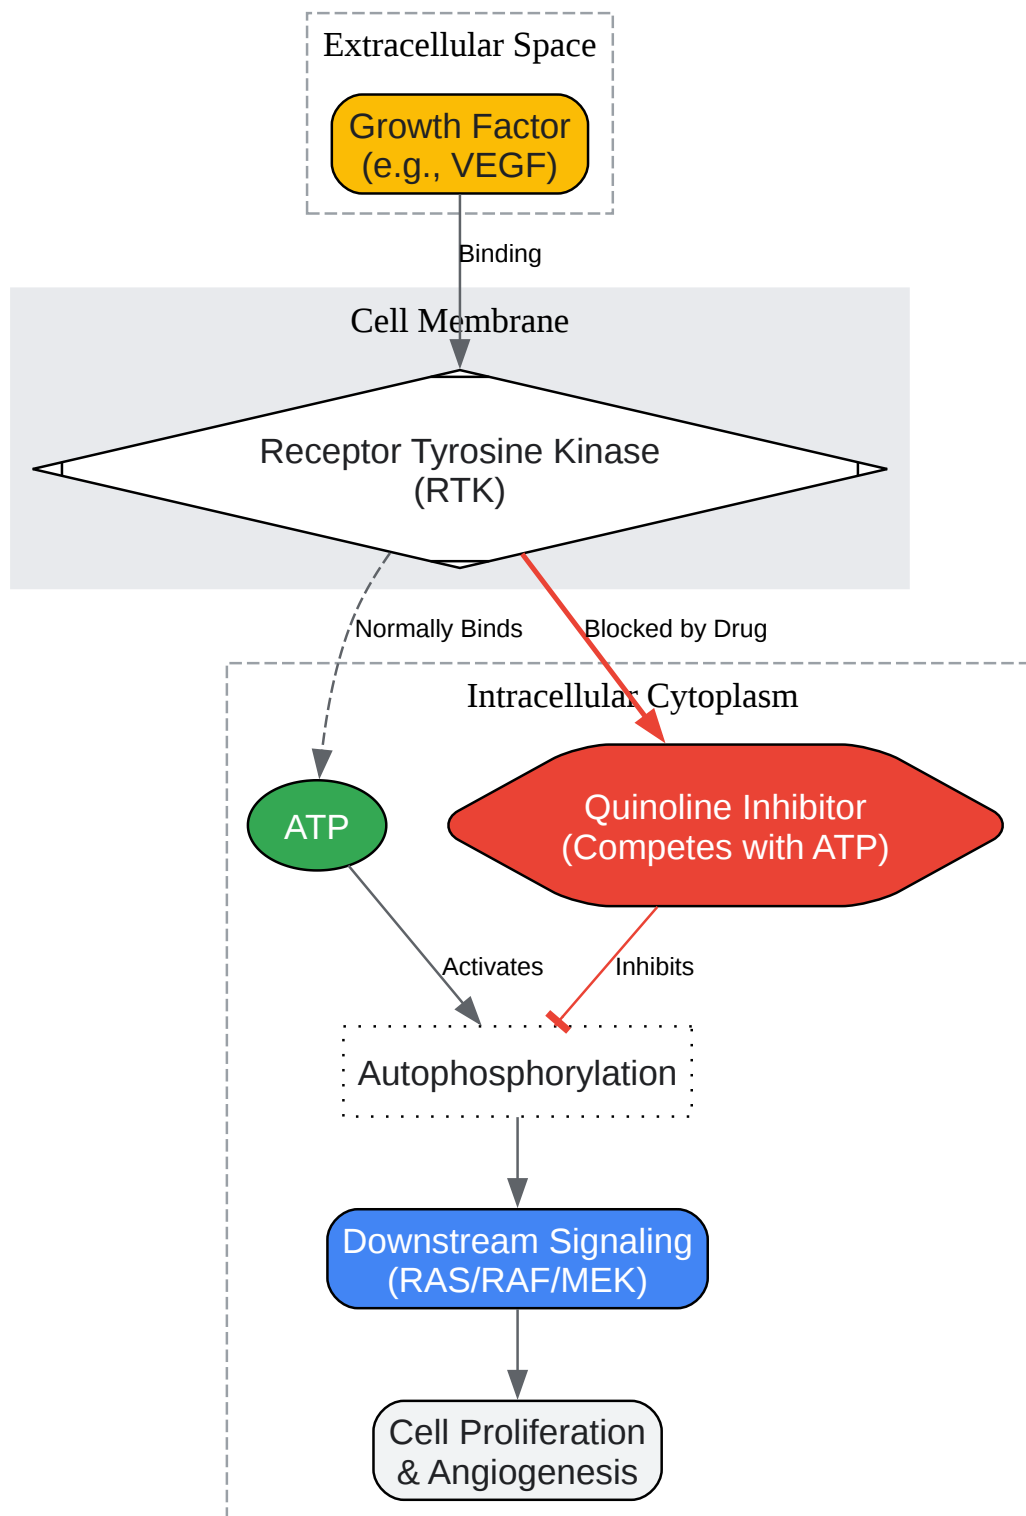 Extracellular Space
Growth Factor
(e.g., VEGF)
Binding
Cell Membrane
Receptor Tyrosine Kinase
(RTK)
Normally Binds
Blocked by Drug
Intracellular Cytoplasm
ATP
Quinoline Inhibitor
(Competes with ATP)
Activates
Inhibits
Autophosphorylation
Downstream Signaling
(RAS/RAF/MEK)
Cell Proliferation
& Angiogenesis